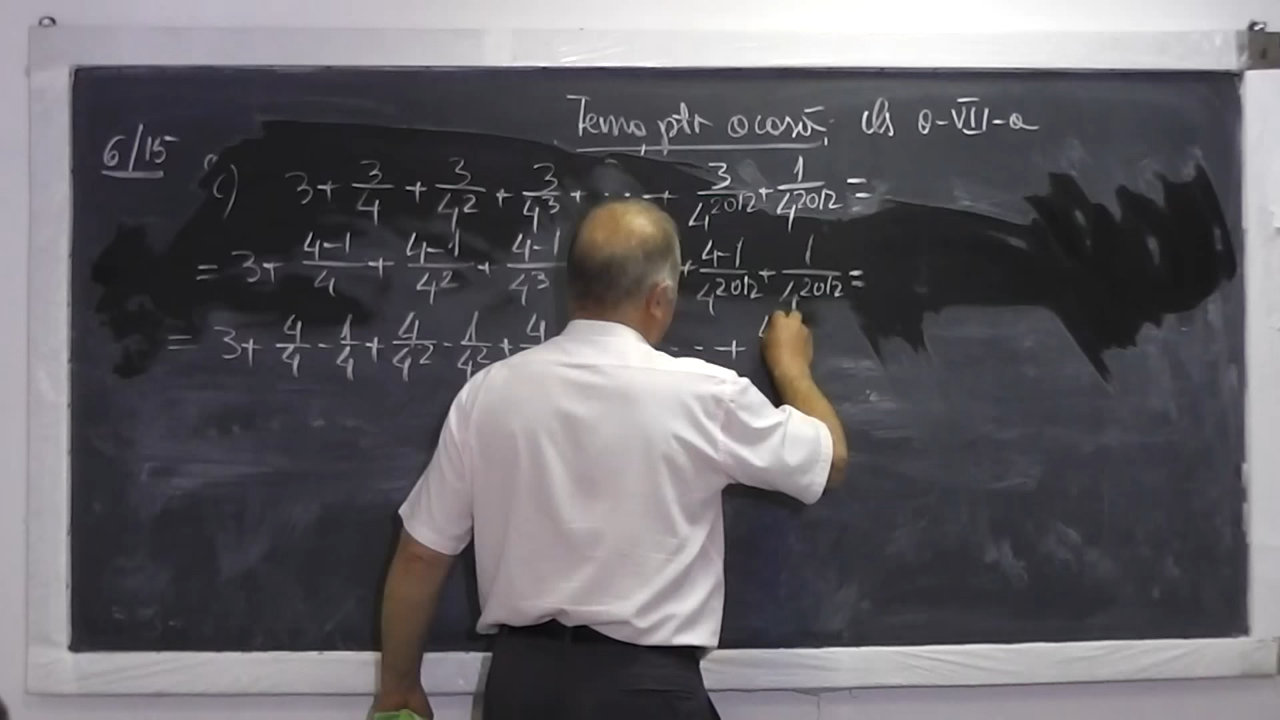 Temă ptr acasă cls a-VII-a
6/15
c) 3 + 3/4 + 3/4² + 3/4³ + ... + 3/4²⁰¹² + 1/4²⁰¹² =
= 3 + 4-1/4 + 4-1/4² + 4-1/4³ + 4-1/4²⁰¹² + 1/4²⁰¹² =
= 3 + 4/4 - 1/4 + 4/4² - 1/4² + 4 ... +